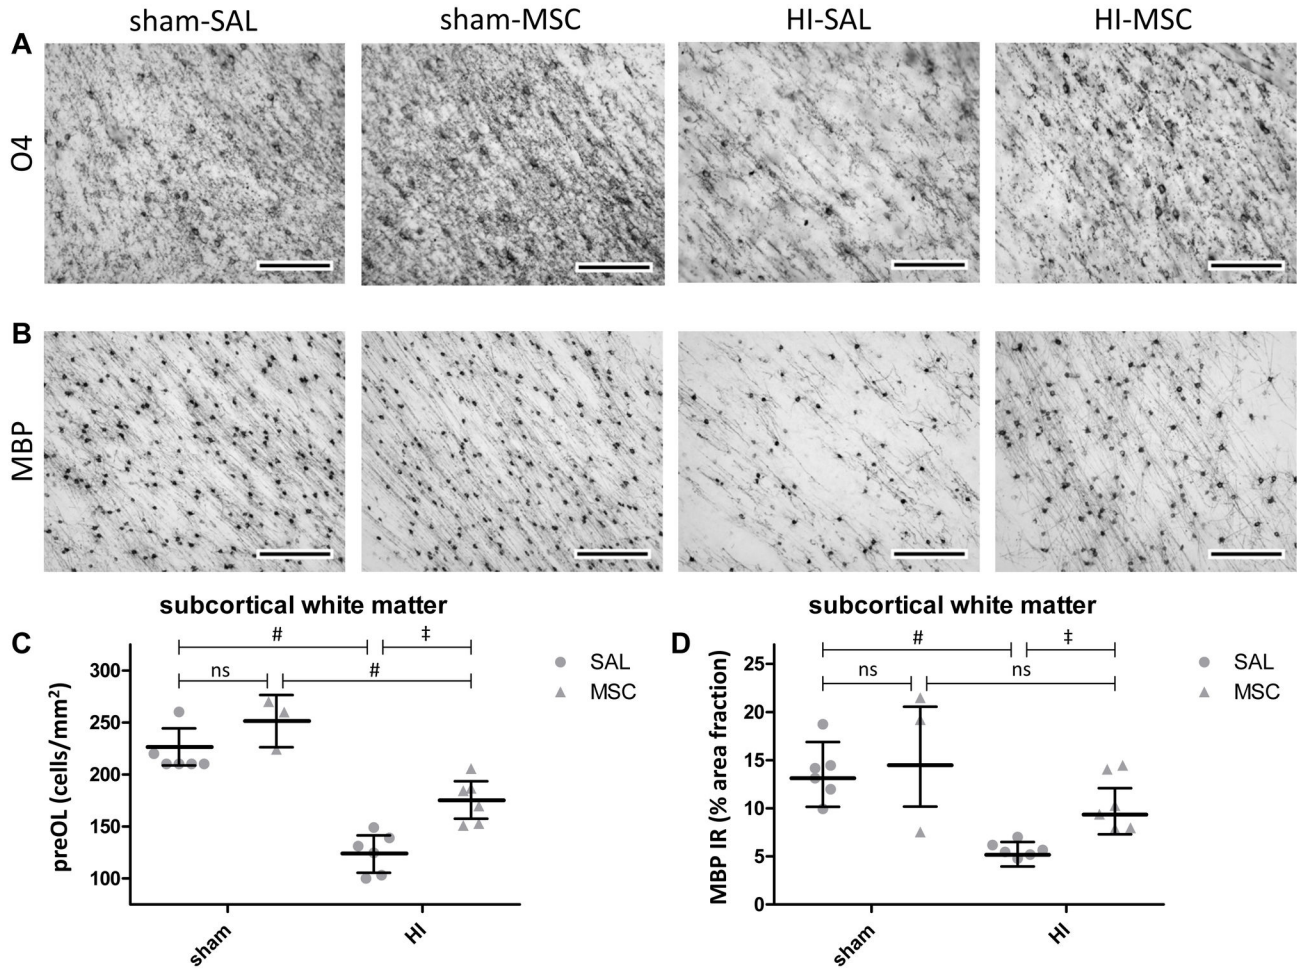 sham-SAL sham-MSC HI-SAL HI-MSC
A
O4
B
MBP
subcortical white matter
C
# ‡
ns #
SAL
MSC
preOL (cells/mm²)
300
250
200
150
100
sham HI
subcortical white matter
D
# ‡
ns ns
SAL
MSC
MBP IR (% area fraction)
25
20
15
10
5
0
sham HI